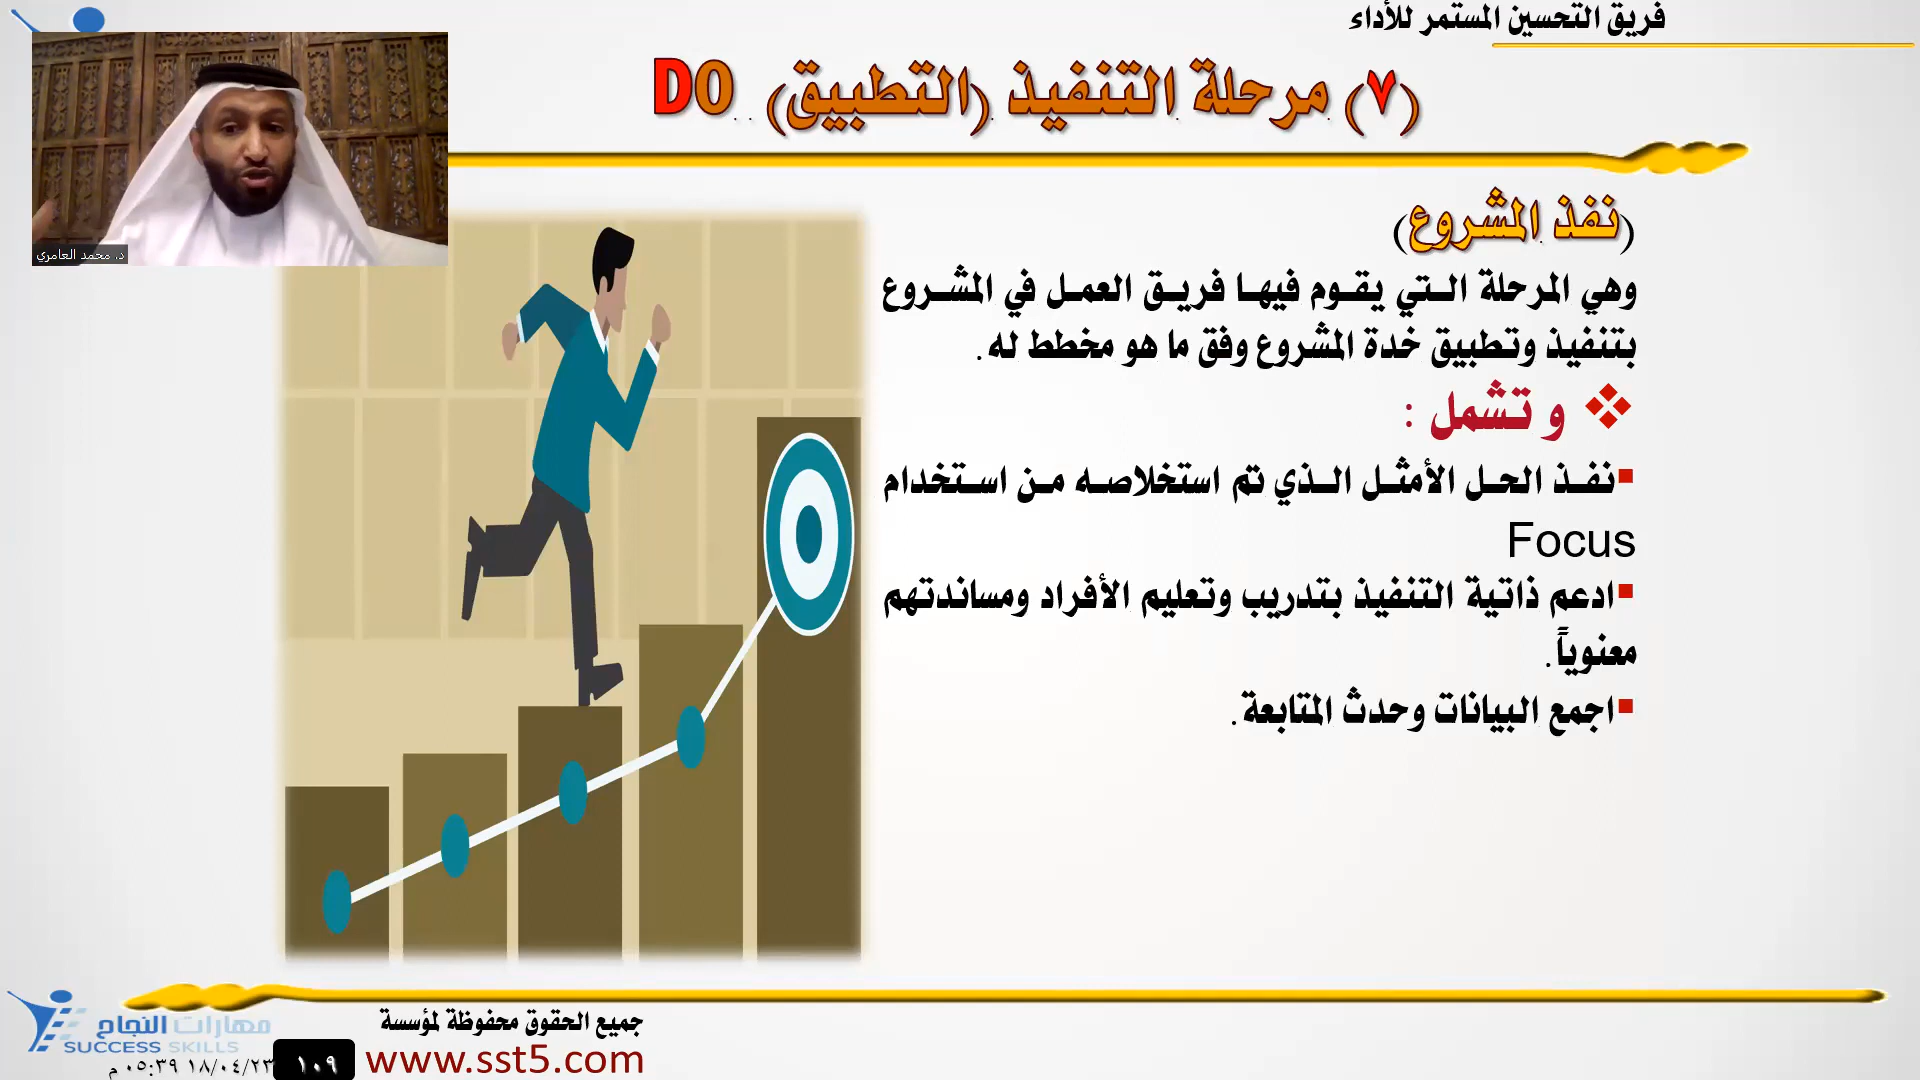 فريق التحسين المستمر للأداء
(٧) مرحلة التنفيذ (التطبيق) DO
د. محمد العامري
(نفذ المشروع)
وهي المرحلة التي يقوم فيها فريق العمل في المشروع
بتنفيذ وتطبيق خدة المشروع وفق ما هو مخطط له.
و تشمل :
نفذ الحل الأمثل الذي تم استخلاصه من استخدام
Focus
ادعم ذاتية التنفيذ بتدريب وتعليم الأفراد ومساندتهم
معنوياً.
اجمع البيانات وحدث المتابعة.
جميع الحقوق محفوظة لمؤسسة
www.sst5.com
مهارات النجاح
SUCCESS SKILLS
١٠٩
١٨/٠٤/٢٣ ٠٥:٣٩ م